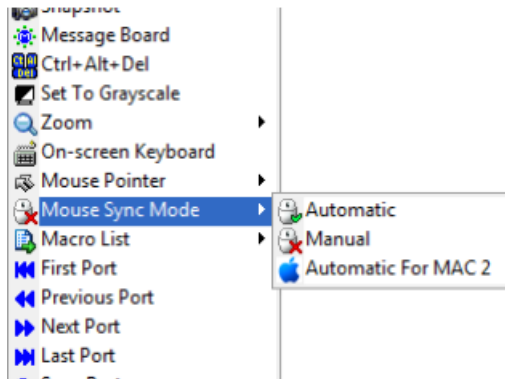 Snapshot
Message Board
Ctrl+Alt+Del
Set To Grayscale
Zoom
On-screen Keyboard
Mouse Pointer
Mouse Sync Mode
Automatic
Macro List
Manual
First Port
Automatic For MAC 2
Previous Port
Next Port
Last Port